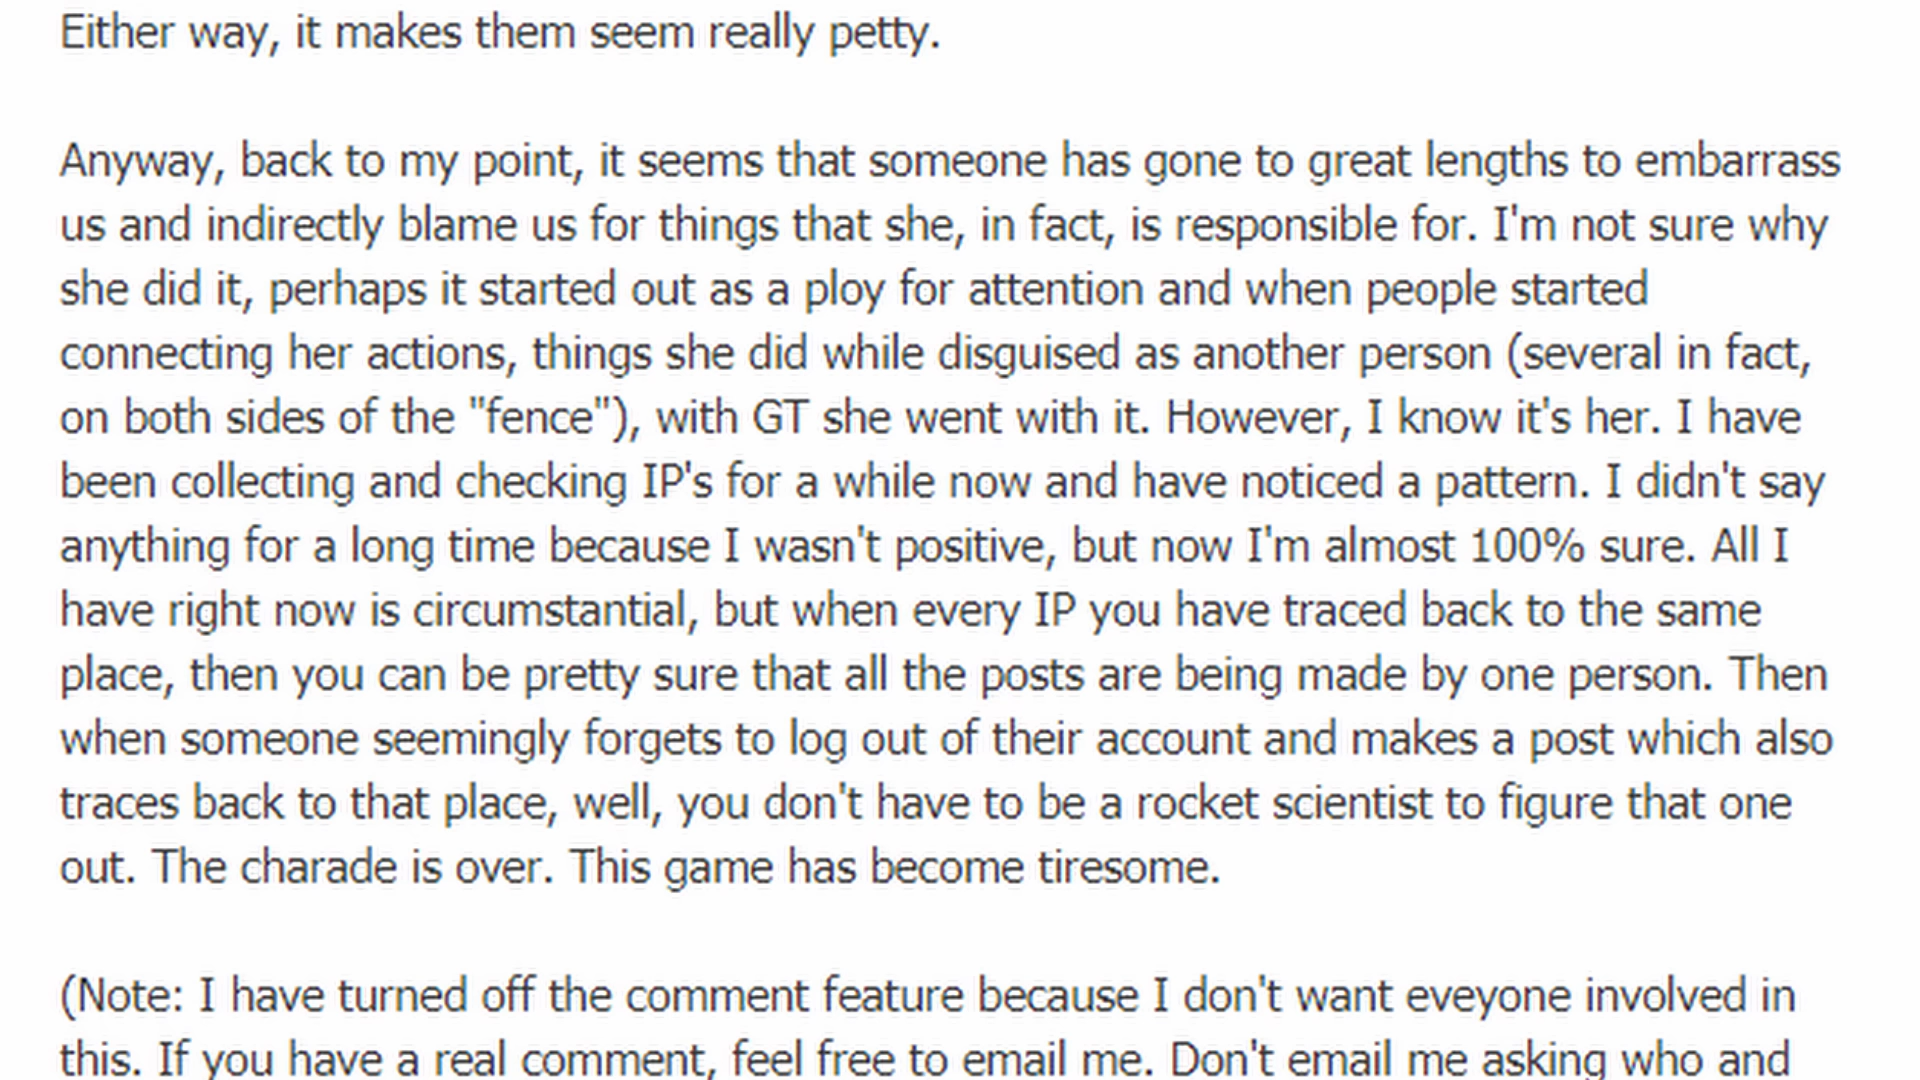 Either way, it makes them seem really petty.
Anyway, back to my point, it seems that someone has gone to great lengths to embarrass
us and indirectly blame us for things that she, in fact, is responsible for. I'm not sure why
she did it, perhaps it started out as a ploy for attention and when people started
connecting her actions, things she did while disguised as another person (several in fact,
on both sides of the "fence"), with GT she went with it. However, I know it's her. I have
been collecting and checking IP's for a while now and have noticed a pattern. I didn't say
anything for a long time because I wasn't positive, but now I'm almost 100% sure. All I
have right now is circumstantial, but when every IP you have traced back to the same
place, then you can be pretty sure that all the posts are being made by one person. Then
when someone seemingly forgets to log out of their account and makes a post which also
traces back to that place, well, you don't have to be a rocket scientist to figure that one
out. The charade is over. This game has become tiresome.
(Note: I have turned off the comment feature because I don't want eveyone involved in
this. If you have a real comment, feel free to email me. Don't email me asking who and